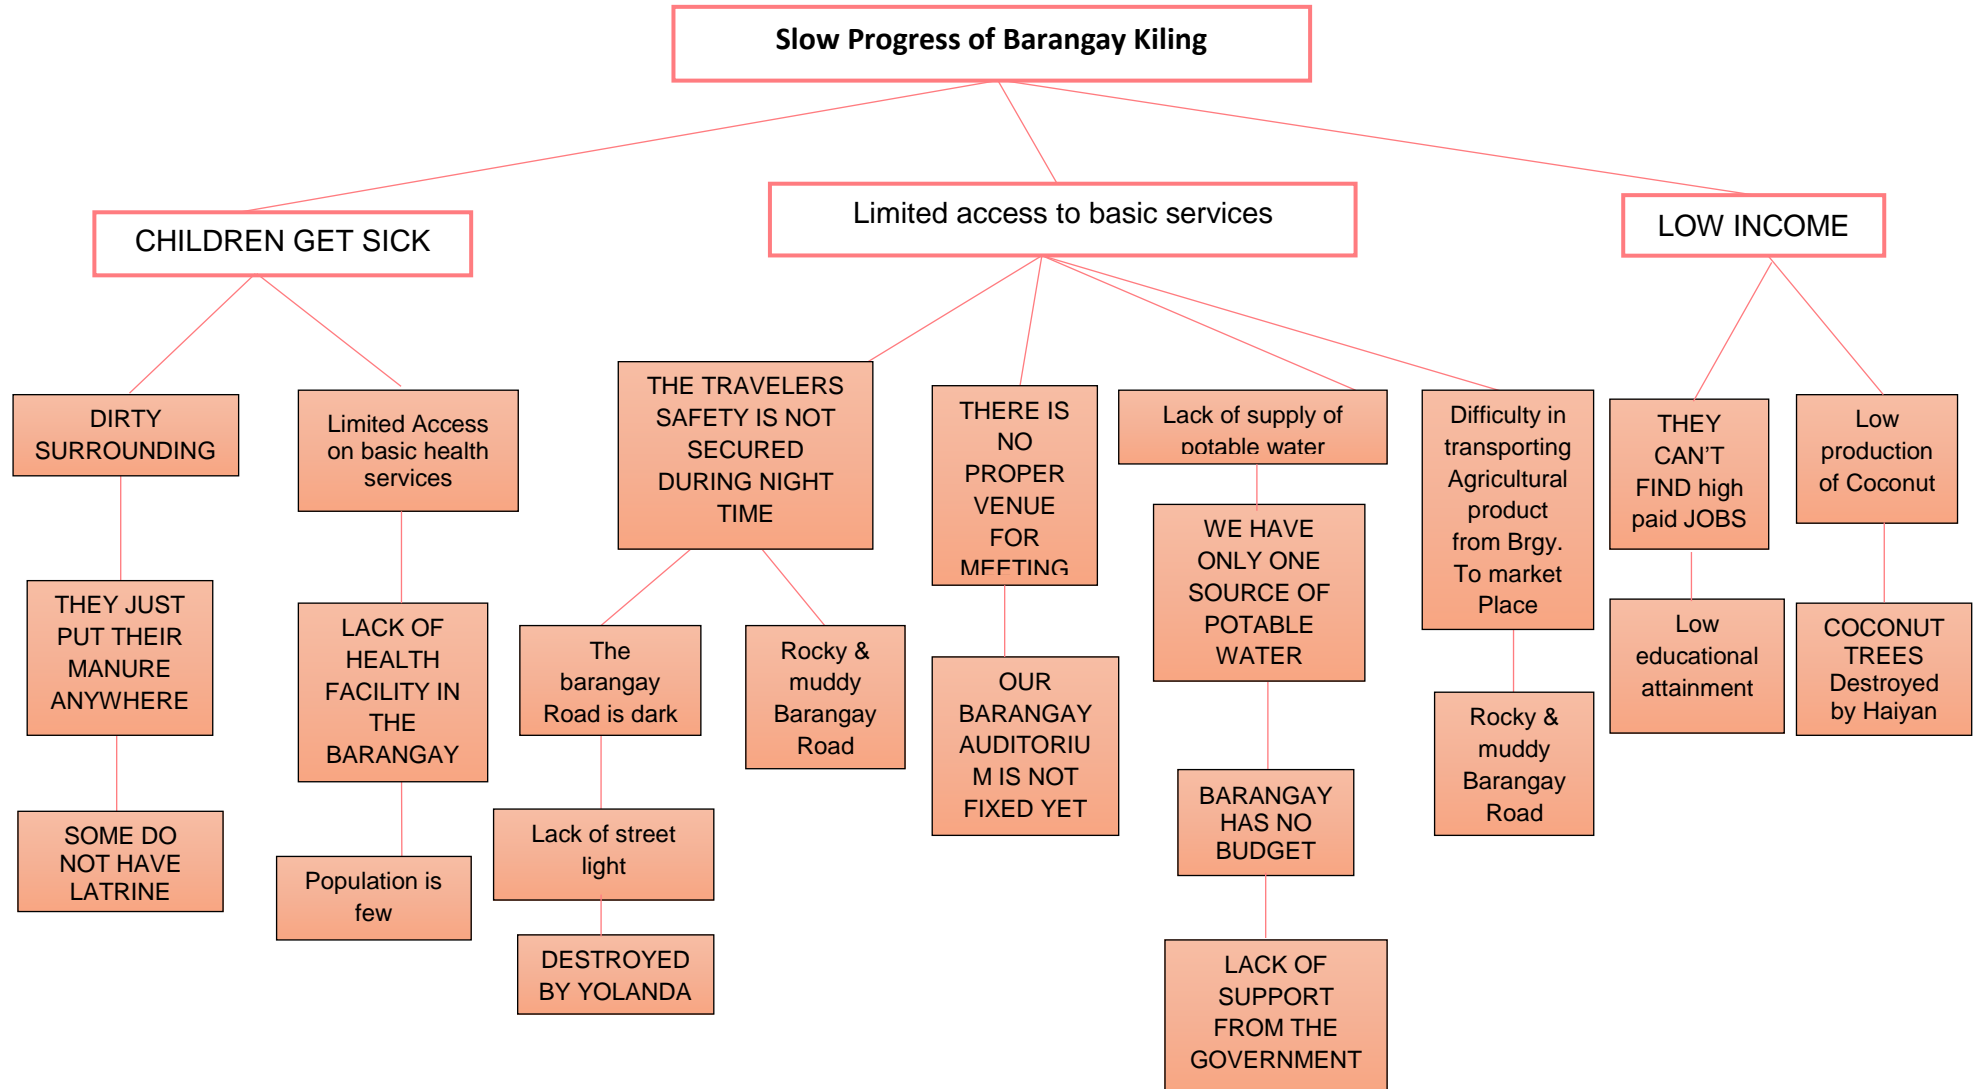 Slow Progress of Barangay Kiling
CHILDREN GET SICK
Limited access to basic services
LOW INCOME
DIRTY
SURROUNDING
Limited Access
on basic health
services
THE TRAVELERS
SAFETY IS NOT
SECURED
DURING NIGHT
TIME
THERE IS
NO
PROPER
VENUE
FOR
MEETING
Lack of supply of
potable water
Difficulty in
transporting
Agricultural
product
from Brgy.
To market
Place
THEY
CAN'T
FIND high
paid JOBS
Low
production
of Coconut
THEY JUST
PUT THEIR
MANURE
ANYWHERE
LACK OF
HEALTH
FACILITY IN
THE
BARANGAY
The
barangay
Road is dark
Rocky &
muddy
Barangay
Road
OUR
BARANGAY
AUDITORIU
M IS NOT
FIXED YET
WE HAVE
ONLY ONE
SOURCE OF
POTABLE
WATER
Rocky &
muddy
Barangay
Road
Low
educational
attainment
COCONUT
TREES
Destroyed
by Haiyan
SOME DO
NOT HAVE
LATRINE
Population is
few
Lack of street
light
BARANGAY
HAS NO
BUDGET
DESTROYED
BY YOLANDA
LACK OF
SUPPORT
FROM THE
GOVERNMENT